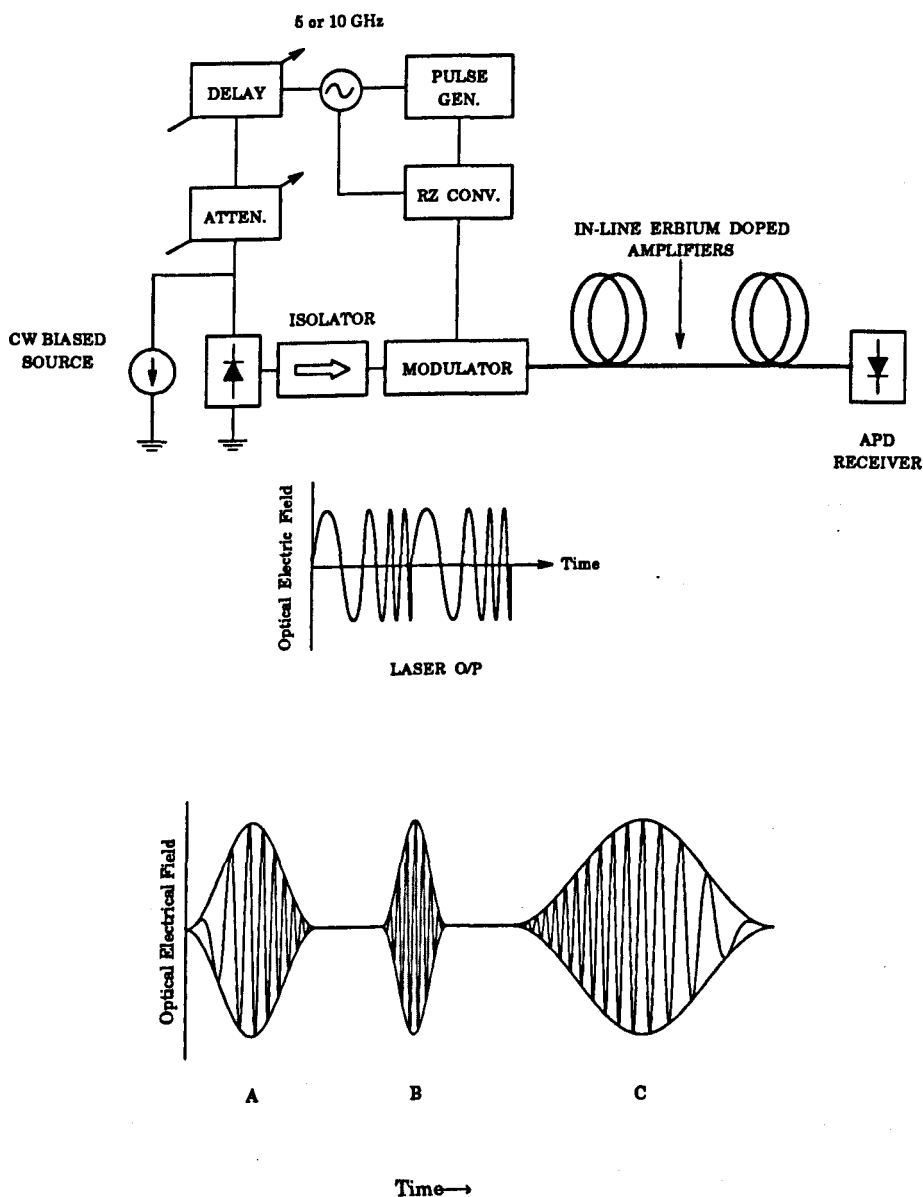 5 or 10 GHz
DELAY
PULSE
GEN.
ATTEN.
RZ CONV.
IN-LINE ERBIUM DOPED
AMPLIFIERS
CW BIASED
SOURCE
ISOLATOR
MODULATOR
APD
RECEIVER
Optical Electric Field
Time
LASER O/P
Optical Electrical Field
A B C
Time